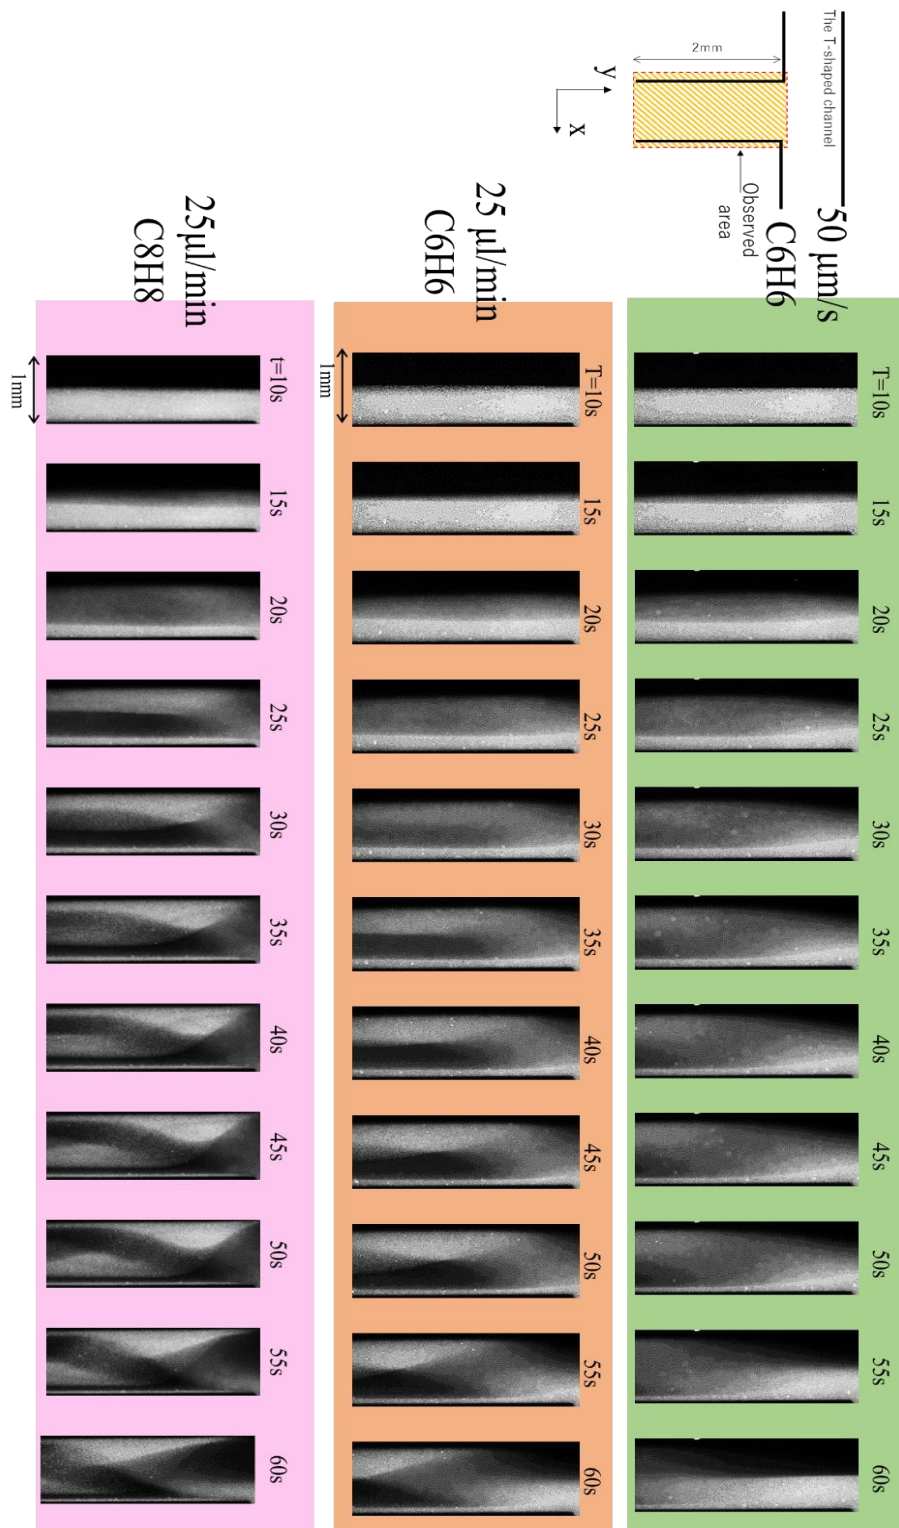 The T-shaped channel
2mm
y
x
Observed
area
50 μm/s
C6H6
T=10s
15s
20s
25s
30s
35s
40s
45s
50s
55s
60s
25 μl/min
C6H6
1mm
T=10s
15s
20s
25s
30s
35s
40s
45s
50s
55s
60s
25μl/min
C8H8
1mm
t=10s
15s
20s
25s
30s
35s
40s
45s
50s
55s
60s